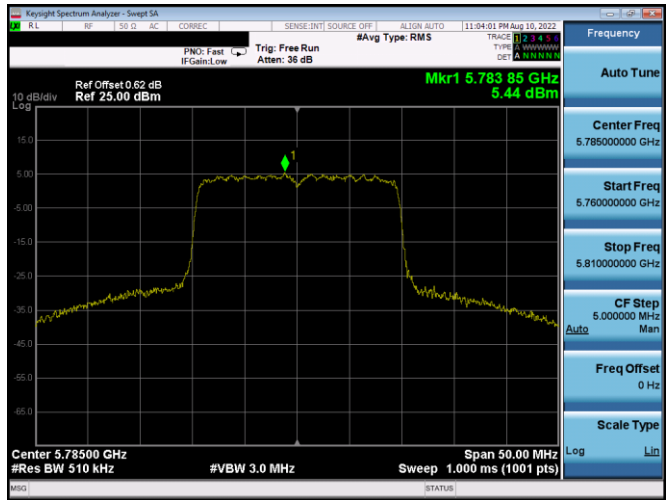 Keysight Spectrum Analyzer - Swept SA
RL RF 50 Ω AC CORREC SENSE:INT SOURCE OFF ALIGN AUTO 11:04:01 PM Aug 10, 2022
PNO: Fast
IFGain:Low
Trig: Free Run
Atten: 36 dB
#Avg Type: RMS
TRACE 1 2 3 4 5 6
TYPE A WWWWW
DET A NNNNN
Ref Offset 0.62 dB
Ref 25.00 dBm
10 dB/div
Log
Mkr1 5.783 85 GHz
5.44 dBm
1
15.0
5.00
-5.00
-15.0
-25.0
-35.0
-45.0
-55.0
-65.0
Center 5.78500 GHz
#Res BW 510 kHz
#VBW 3.0 MHz
Span 50.00 MHz
Sweep 1.000 ms (1001 pts)
MSG
STATUS
Frequency
Auto Tune
Center Freq
5.785000000 GHz
Start Freq
5.760000000 GHz
Stop Freq
5.810000000 GHz
CF Step
5.000000 MHz
Auto Man
Freq Offset
0 Hz
Scale Type
Log Lin